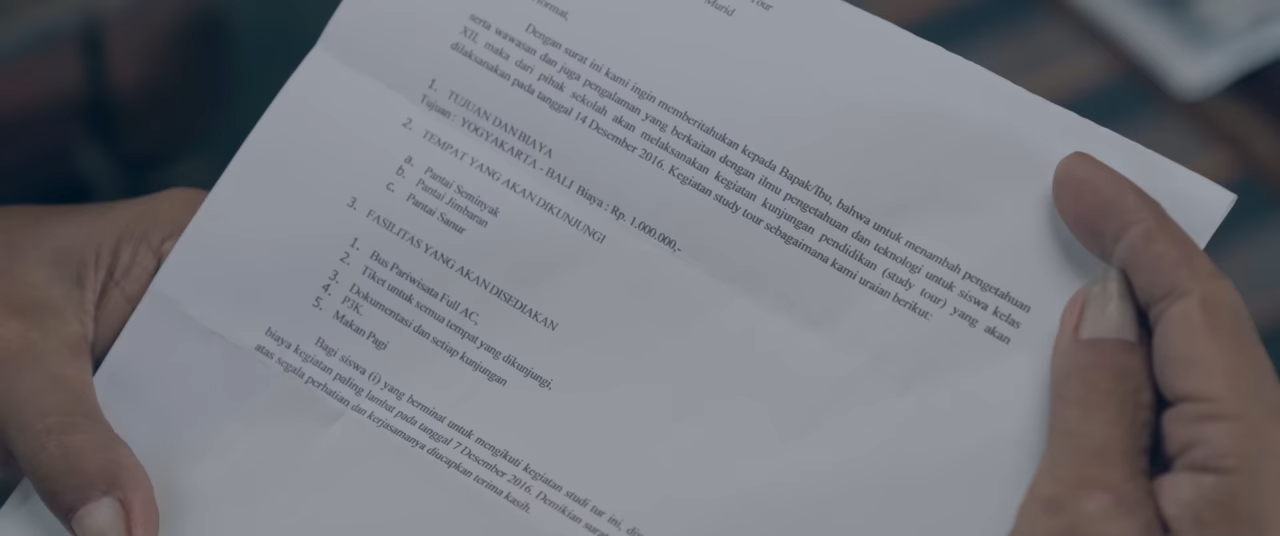 our
Murid
format,
Dengan surat ini kami ingin memberitahukan kepada Bapak/Ibu, bahwa untuk menambah pengetahuan
serta wawasan dan juga pengalaman yang berkaitan dengan ilmu pengetahuan dan teknologi untuk siswa kelas
XII, maka dari pihak sekolah akan melaksanakan kegiatan kunjungan pendidikan (study tour) yang akan
dilaksanakan pada tanggal 14 Desember 2016. Kegiatan study tour sebagaimana kami uraian berikut:
1. TUJUAN DAN BIAYA
Tujuan : YOGYAKARTA - BALI Biaya : Rp. 1.000.000,-
2. TEMPAT YANG AKAN DIKUNJUNGI
a. Pantai Seminyak
b. Pantai Jimbaran
c. Pantai Sanur
3. FASILITAS YANG AKAN DISEDIAKAN
1. Bus Pariwisata Full AC,
2. Tiket untuk semua tempat yang dikunjungi,
3. Dokumentasi dan setiap kunjungan
4. P3K.
5. Makan Pagi
Bagi siswa (i) yang berminat untuk mengikuti kegiatan studi tur ini,
biaya kegiatan paling lambat pada tanggal 7 Desember 2016. Demikian surat
atas segala perhatian dan kerjasamanya diucapkan terima kasih.